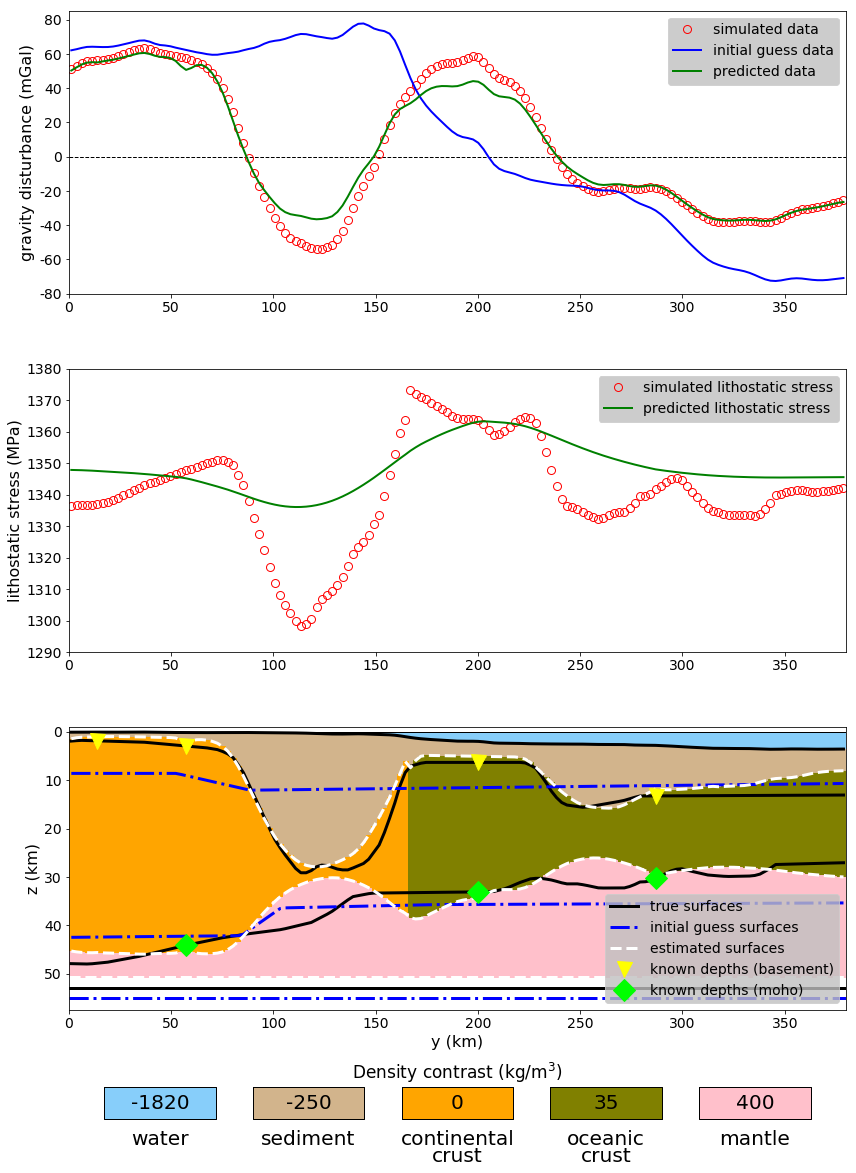 80
60
40
20
0
-20
-40
-60
-80
gravity disturbance (mGal)
simulated data
initial guess data
predicted data
0 50 100 150 200 250 300 350
1380
1370
1360
1350
1340
1330
1320
1310
1300
1290
lithostatic stress (MPa)
simulated lithostatic stress
predicted lithostatic stress
0 50 100 150 200 250 300 350
0
10
20
30
40
50
z (km)
true surfaces
initial guess surfaces
estimated surfaces
known depths (basement)
known depths (moho)
0 50 100 150 200 250 300 350
y (km)
Density contrast (kg/m³)
-1820 -250 0 35 400
water sediment continental oceanic mantle
crust crust